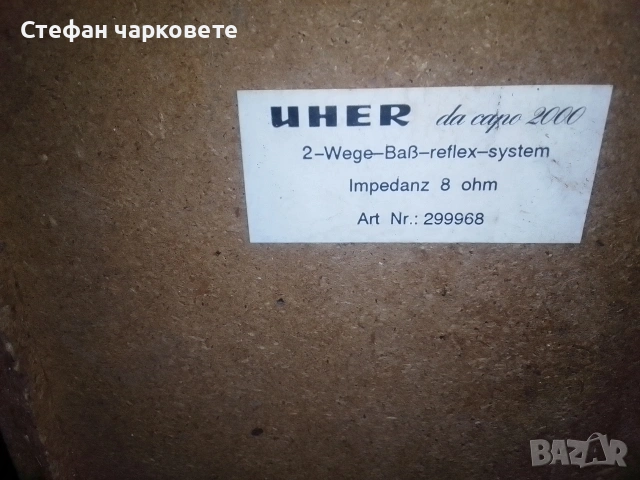 Стефан чарковете
UHER da capo 2000
2-Wege-Baß-reflex-system
Impedanz 8 ohm
Art Nr.: 299968
BAZAR